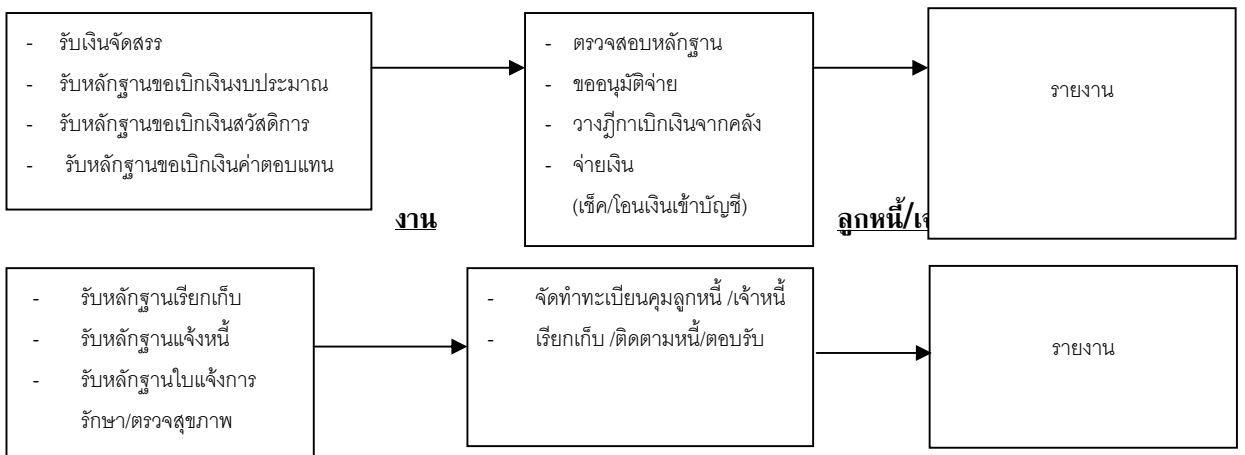 - รับเงินจัดสรร
- รับหลักฐานขอเบิกเงินงบประมาณ
- รับหลักฐานขอเบิกเงินสวัสดิการ
- รับหลักฐานขอเบิกเงินค่าตอบแทน
- ตรวจสอบหลักฐาน
- ขออนุมัติจ่าย
- วางฎีกาเบิกเงินจากคลัง
- จ่ายเงิน
(เช็ค/โอนเงินเข้าบัญชี)
รายงาน
งาน ลูกหนี้/
- รับหลักฐานเรียกเก็บ
- รับหลักฐานแจ้งหนี้
- รับหลักฐานใบแจ้งการ
รักษา/ตรวจสุขภาพ
- จัดทำทะเบียนคุมลูกหนี้ /เจ้าหนี้
- เรียกเก็บ /ติดตามหนี้/ตอบรับ
รายงาน